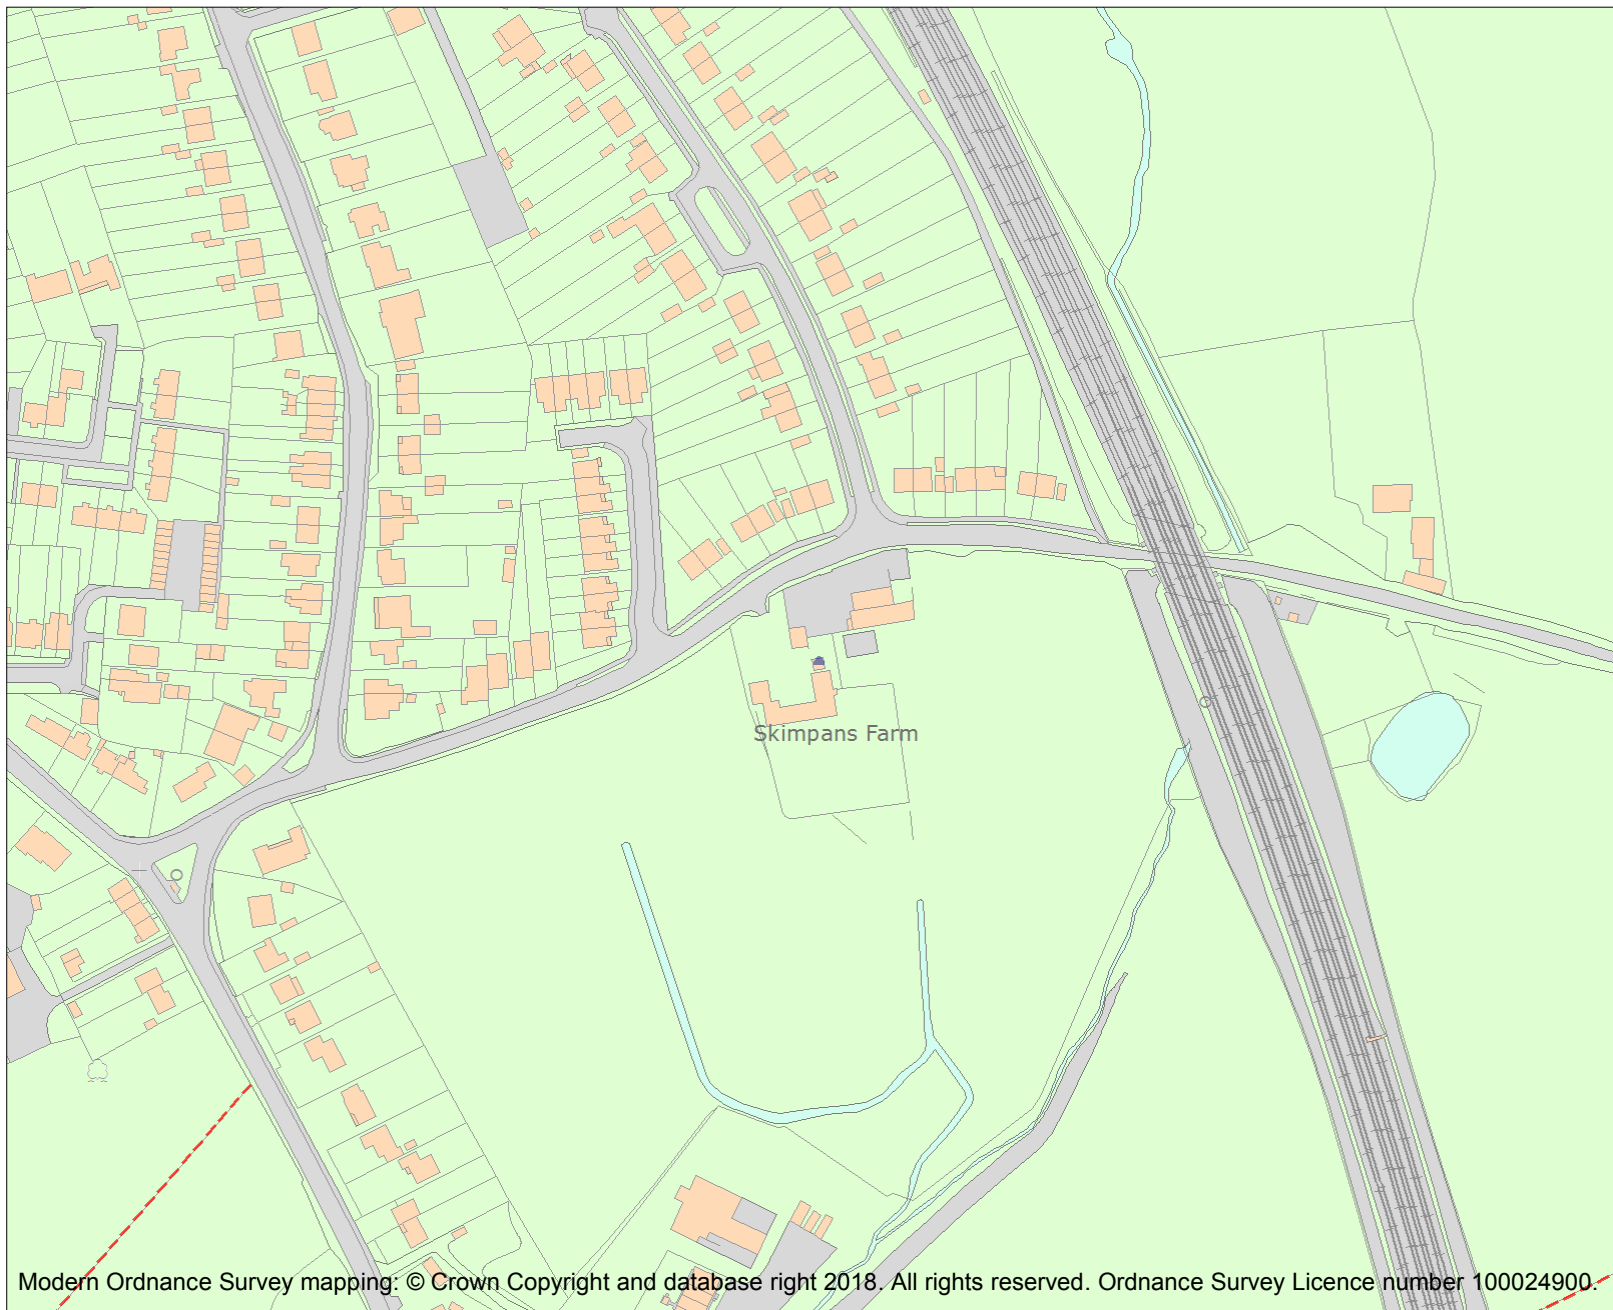 Skimpans Farm
Modern Ordnance Survey mapping: © Crown Copyright and database right 2018. All rights reserved. Ordnance Survey Licence number 100024900.